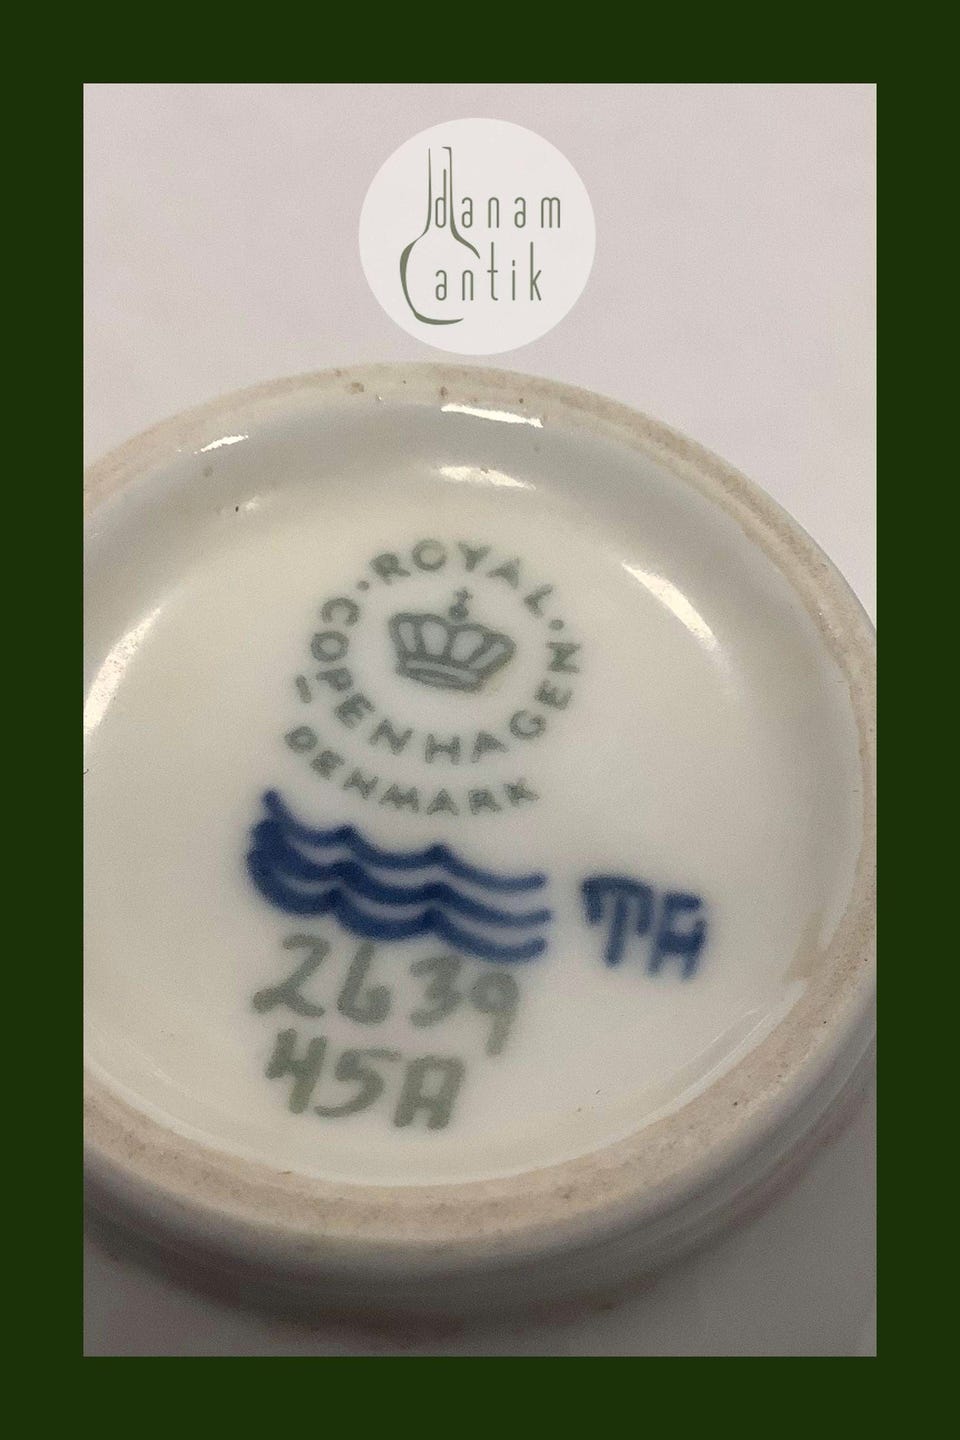 danam
antik
ROYAL
COPENHAGEN
DENMARK
TA
2639
45A